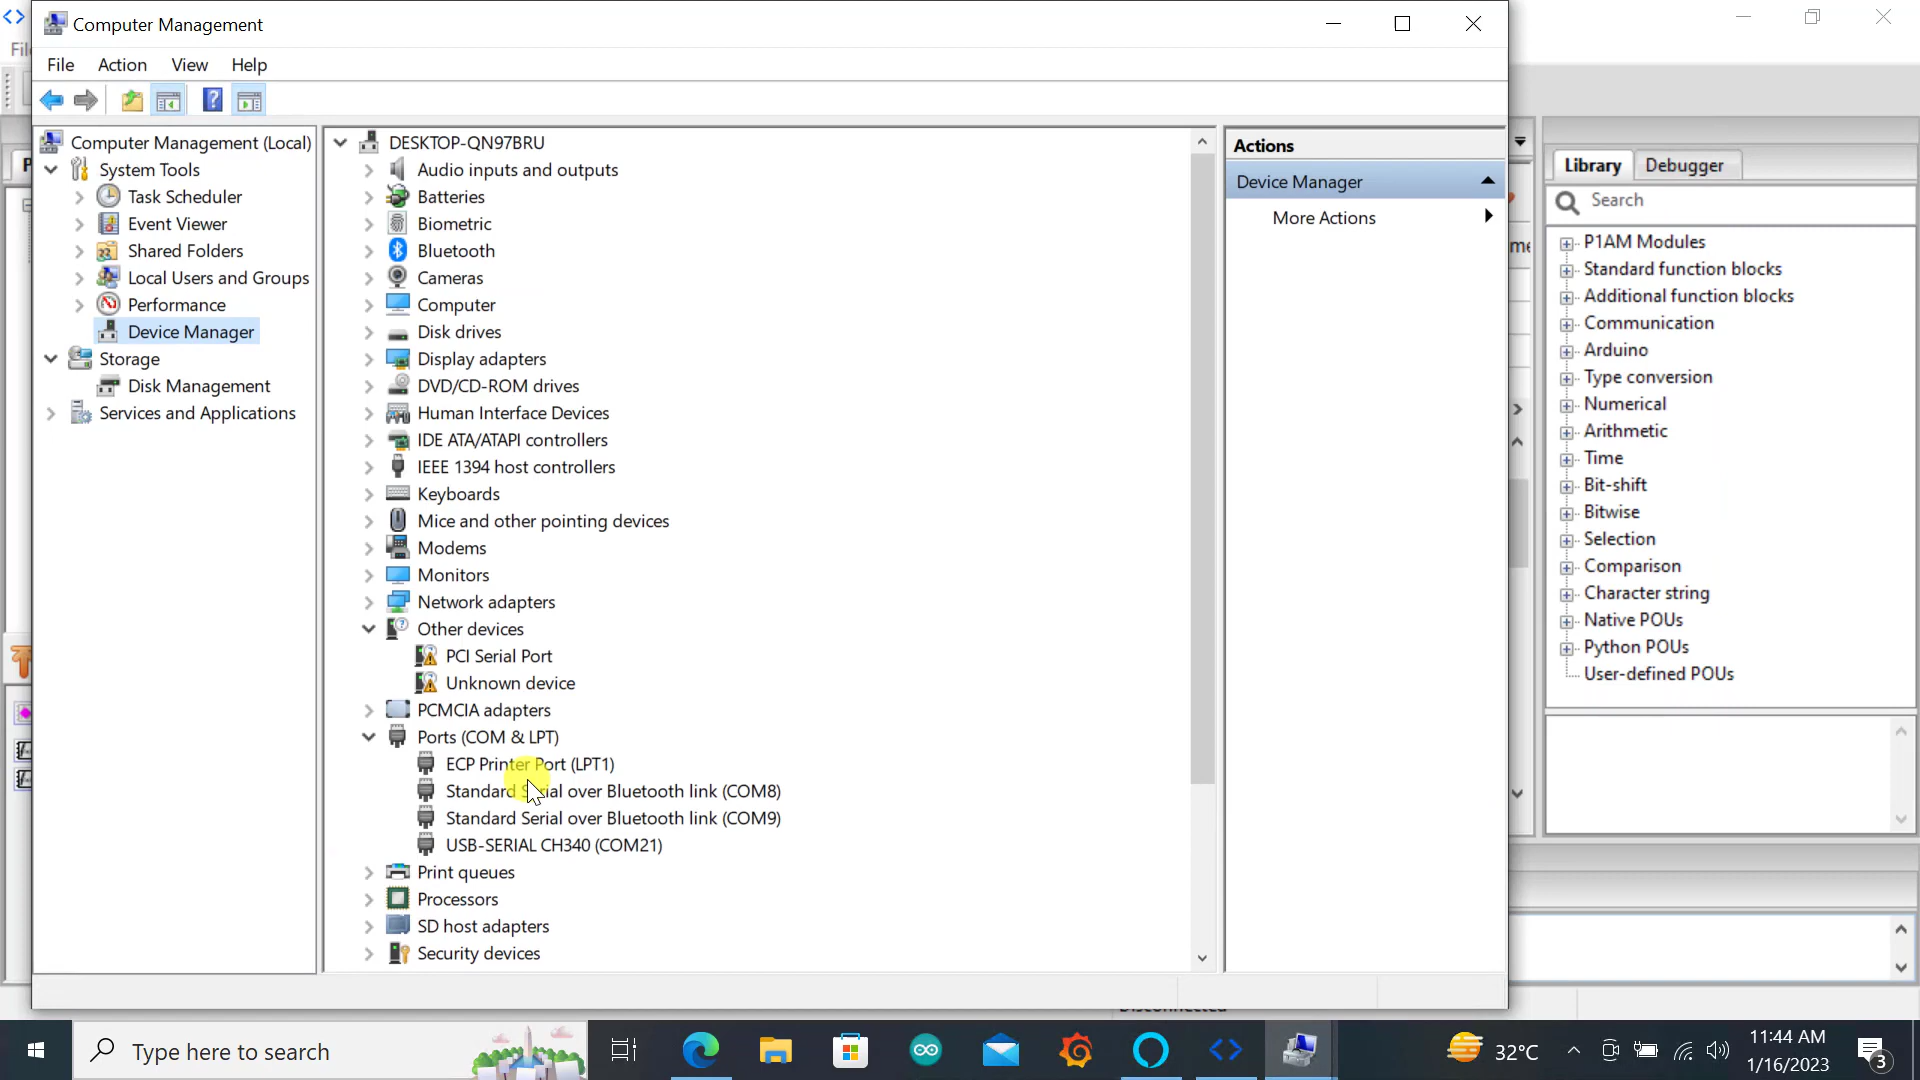 Computer Management
File Action View Help
Computer Management (Local)
System Tools
Task Scheduler
Event Viewer
Shared Folders
Local Users and Groups
Performance
Device Manager
Storage
Disk Management
Services and Applications
DESKTOP-QN97BRU
Audio inputs and outputs
Batteries
Biometric
Bluetooth
Cameras
Computer
Disk drives
Display adapters
DVD/CD-ROM drives
Human Interface Devices
IDE ATA/ATAPI controllers
IEEE 1394 host controllers
Keyboards
Mice and other pointing devices
Modems
Monitors
Network adapters
Other devices
PCI Serial Port
Unknown device
PCMCIA adapters
Ports (COM & LPT)
ECP Printer Port (LPT1)
Standard Serial over Bluetooth link (COM8)
Standard Serial over Bluetooth link (COM9)
USB-SERIAL CH340 (COM21)
Print queues
Processors
SD host adapters
Security devices
Actions
Device Manager
More Actions
Library Debugger
Search
P1AM Modules
Standard function blocks
Additional function blocks
Communication
Arduino
Type conversion
Numerical
Arithmetic
Time
Bit-shift
Bitwise
Selection
Comparison
Character string
Native POUs
Python POUs
User-defined POUs
Type here to search
32°C
11:44 AM
1/16/2023
3